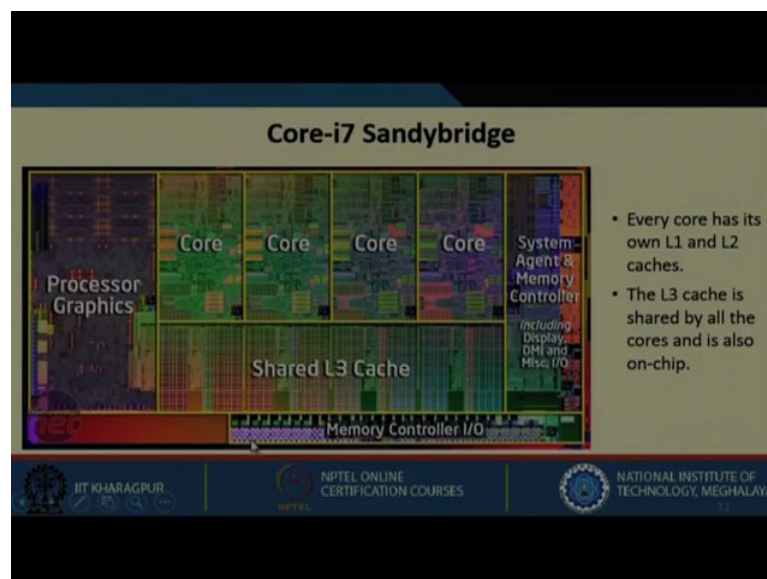 Core-i7 Sandybridge
Processor
Graphics
Core
Core
Core
Core
System
Agent &
Memory
Controller
including
Display,
DMI and
Misc. I/O
Shared L3 Cache
Memory Controller I/O
• Every core has its
own L1 and L2
caches.
• The L3 cache is
shared by all the
cores and is also
on-chip.
IIT KHARAGPUR
NPTEL
NPTEL ONLINE
CERTIFICATION COURSES
NATIONAL INSTITUTE OF
TECHNOLOGY, MEGHALAYA